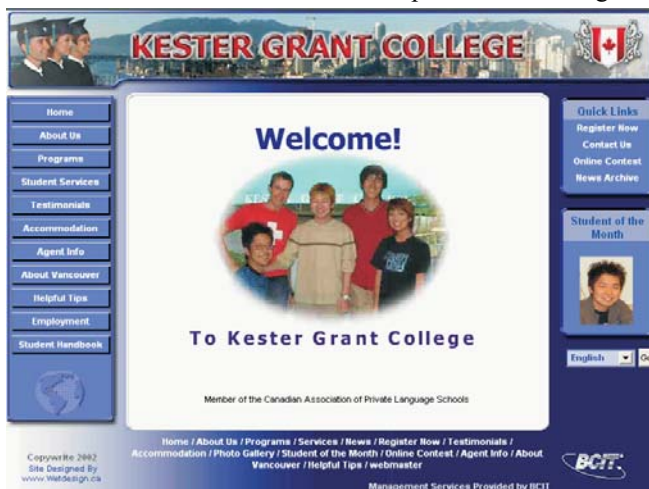 KESTER GRANT COLLEGE
Home
About Us
Programs
Student Services
Testimonials
Accommodation
Agent Info
About Vancouver
Helpful Tips
Employment
Student Handbook
Welcome!
To Kester Grant College
Member of the Canadian Association of Private Language Schools
Quick Links
Register Now
Contact Us
Online Contest
News Archive
Student of the
Month
English
Copywrite 2002
Site Designed By
www.Wetdesign.ca
Home / About Us / Programs / Services / News / Register Now / Testimonials /
Accommodation / Photo Gallery / Student of the Month / Online Contest / Agent Info / About
Vancouver / Helpful Tips / webmaster
Management Services Provided by BCIT
BCIT